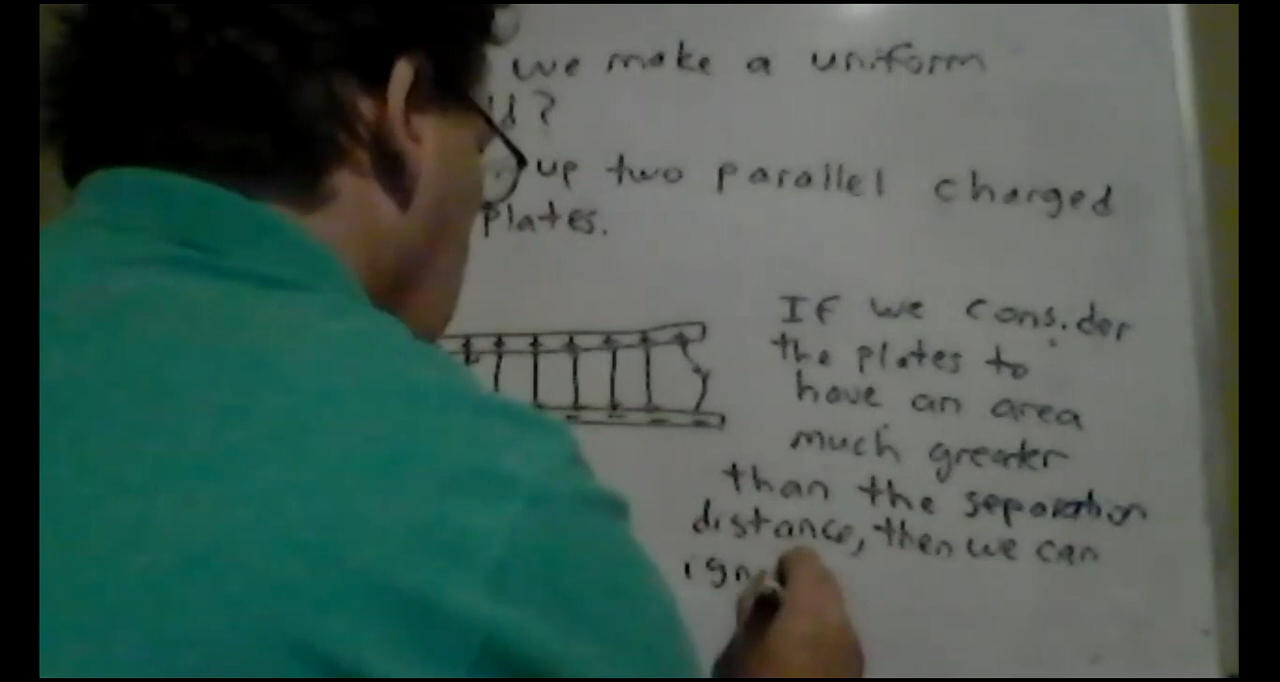 we make a uniform
d?
up two parallel charged
plates.
If we consider
the plates to
have an area
much greater
than the separation
distance, then we can
ign